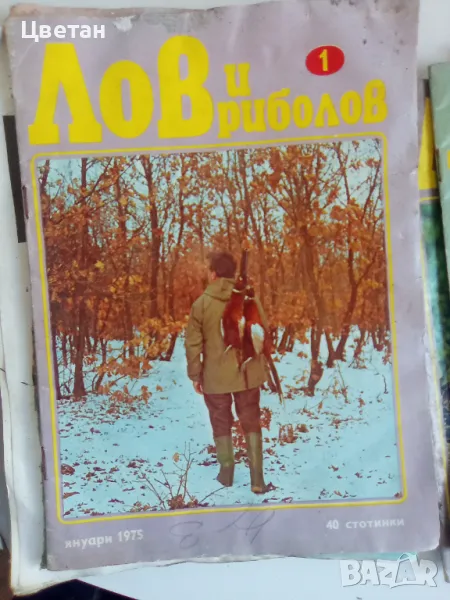 Цветан
Лов и
риболов
1
януари 1975
40 стотинки
BAZAR